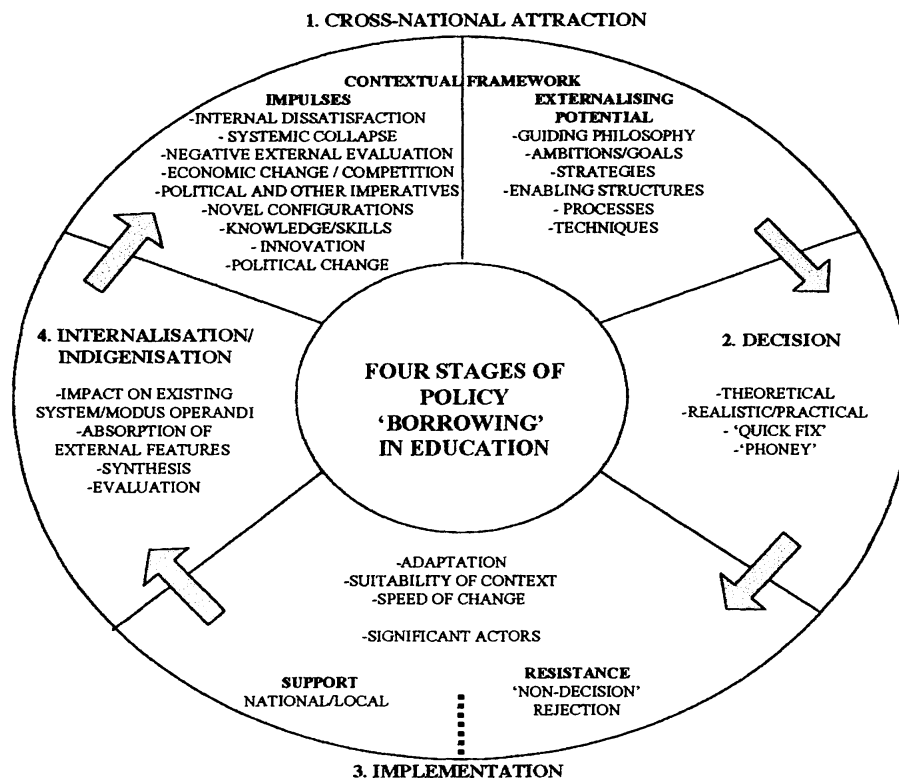 1. CROSS-NATIONAL ATTRACTION
CONTEXTUAL FRAMEWORK
IMPULSES
-INTERNAL DISSATISFACTION
- SYSTEMIC COLLAPSE
-NEGATIVE EXTERNAL EVALUATION
-ECONOMIC CHANGE / COMPETITION
-POLITICAL AND OTHER IMPERATIVES
-NOVEL CONFIGURATIONS
-KNOWLEDGE/SKILLS
- INNOVATION
-POLITICAL CHANGE
EXTERNALISING
POTENTIAL
-GUIDING PHILOSOPHY
-AMBITIONS/GOALS
-STRATEGIES
-ENABLING STRUCTURES
- PROCESSES
-TECHNIQUES
2. DECISION
-THEORETICAL
-REALISTIC/PRACTICAL
- ‘QUICK FIX’
-‘PHONEY’
FOUR STAGES OF
POLICY
‘BORROWING’
IN EDUCATION
4. INTERNALISATION/
INDIGENISATION
-IMPACT ON EXISTING
SYSTEM/MODUS OPERANDI
-ABSORPTION OF
EXTERNAL FEATURES
-SYNTHESIS
-EVALUATION
-ADAPTATION
-SUITABILITY OF CONTEXT
-SPEED OF CHANGE
-SIGNIFICANT ACTORS
SUPPORT
NATIONAL/LOCAL
RESISTANCE
‘NON-DECISION’
REJECTION
3. IMPLEMENTATION